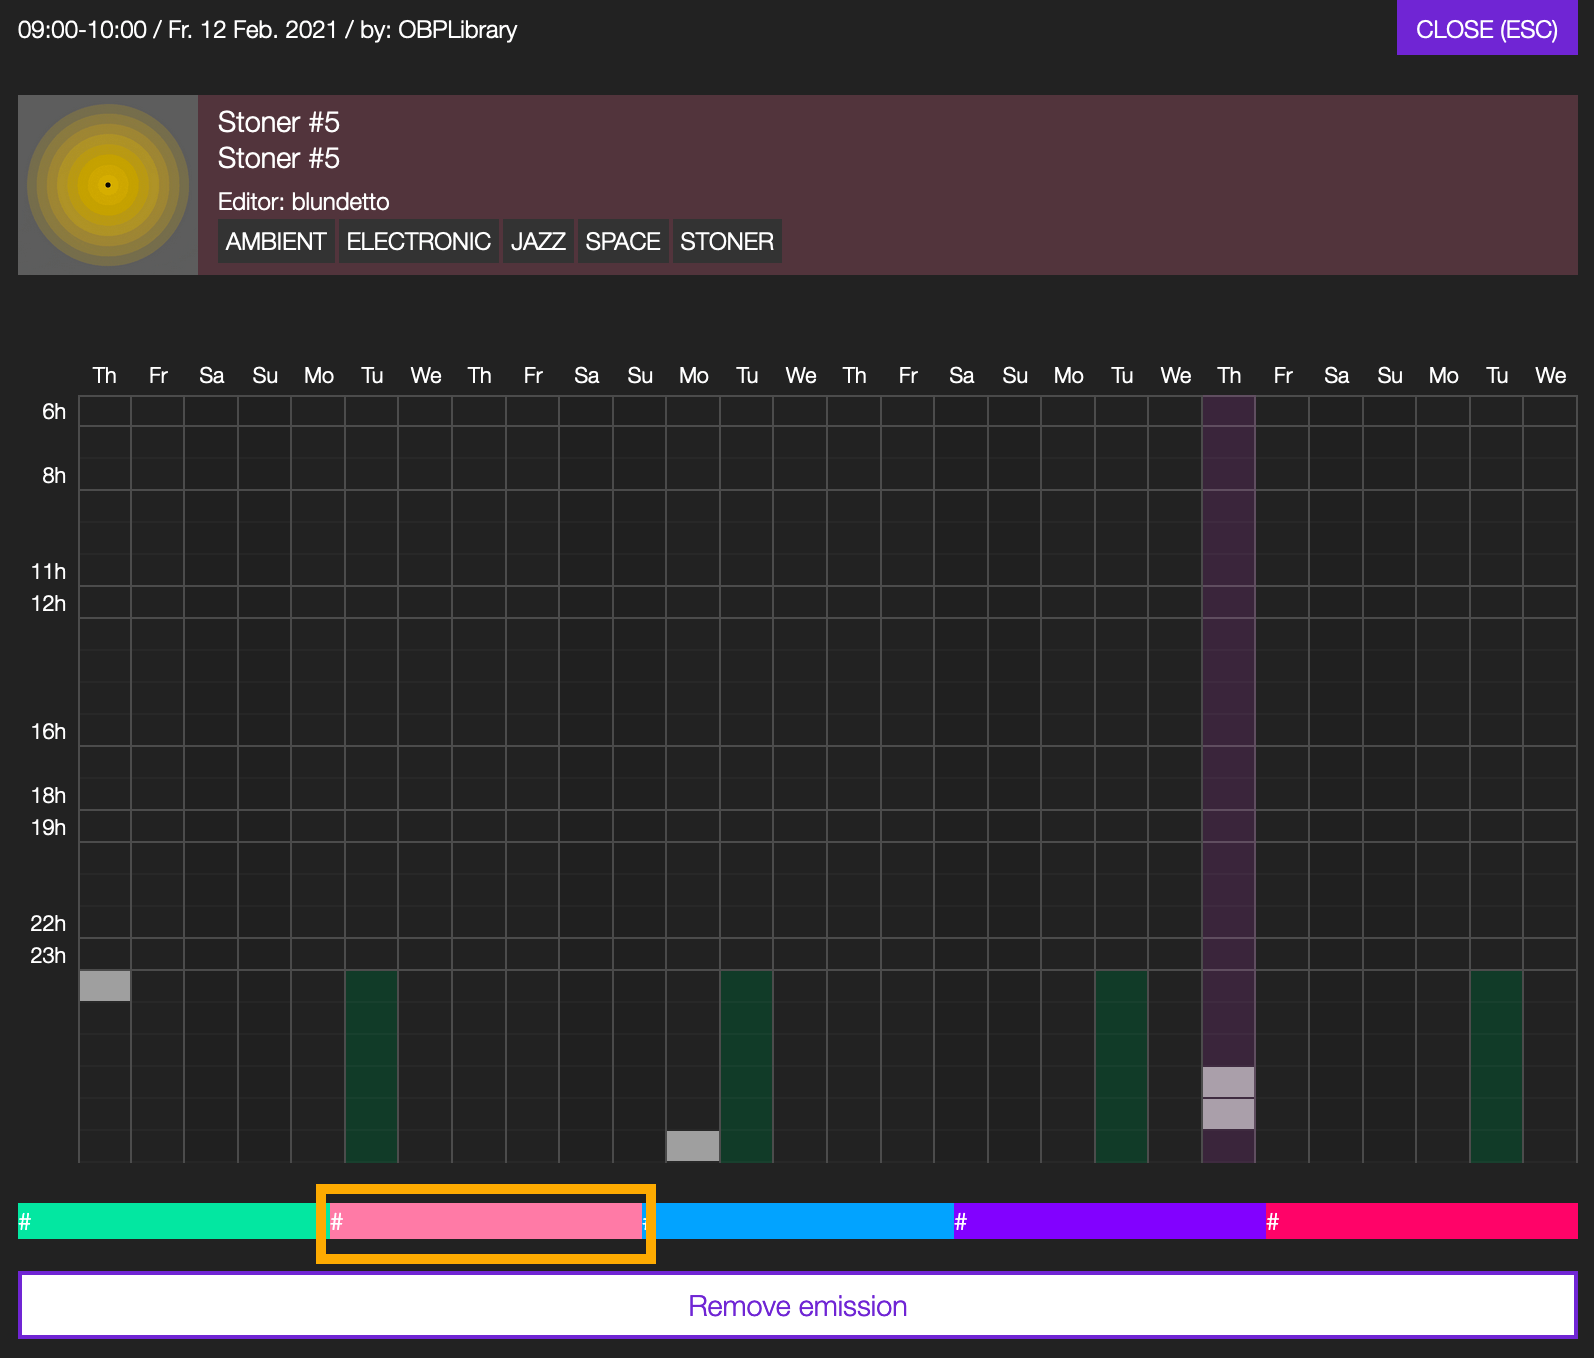 09:00-10:00 / Fr. 12 Feb. 2021 / by: OBPLibrary
CLOSE (ESC)
Stoner #5
Stoner #5
Editor: blundetto
AMBIENT ELECTRONIC JAZZ SPACE STONER
Th Fr Sa Su Mo Tu We Th Fr Sa Su Mo Tu We Th Fr Sa Su Mo Tu We Th Fr Sa Su Mo Tu We
6h
8h
11h
12h
16h
18h
19h
22h
23h
# # # # #
Remove emission